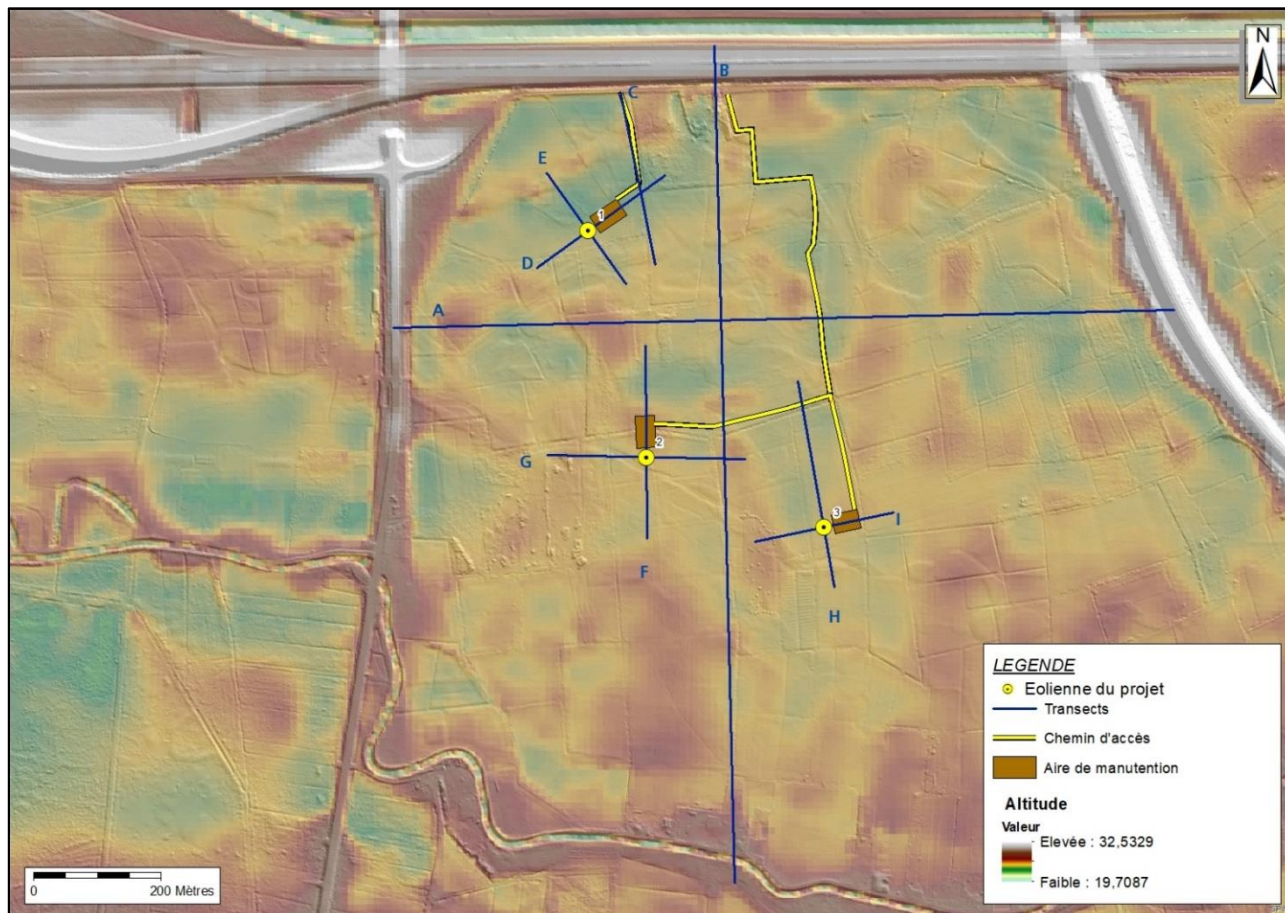 N
B
C
E
1
D
A
2
G
3
I
F
H
LEGENDE
Eolienne du projet
Transects
Chemin d'accès
Aire de manutention
Altitude
Valeur
Elevée : 32,5329
Faible : 19,7087
0 200 Mètres